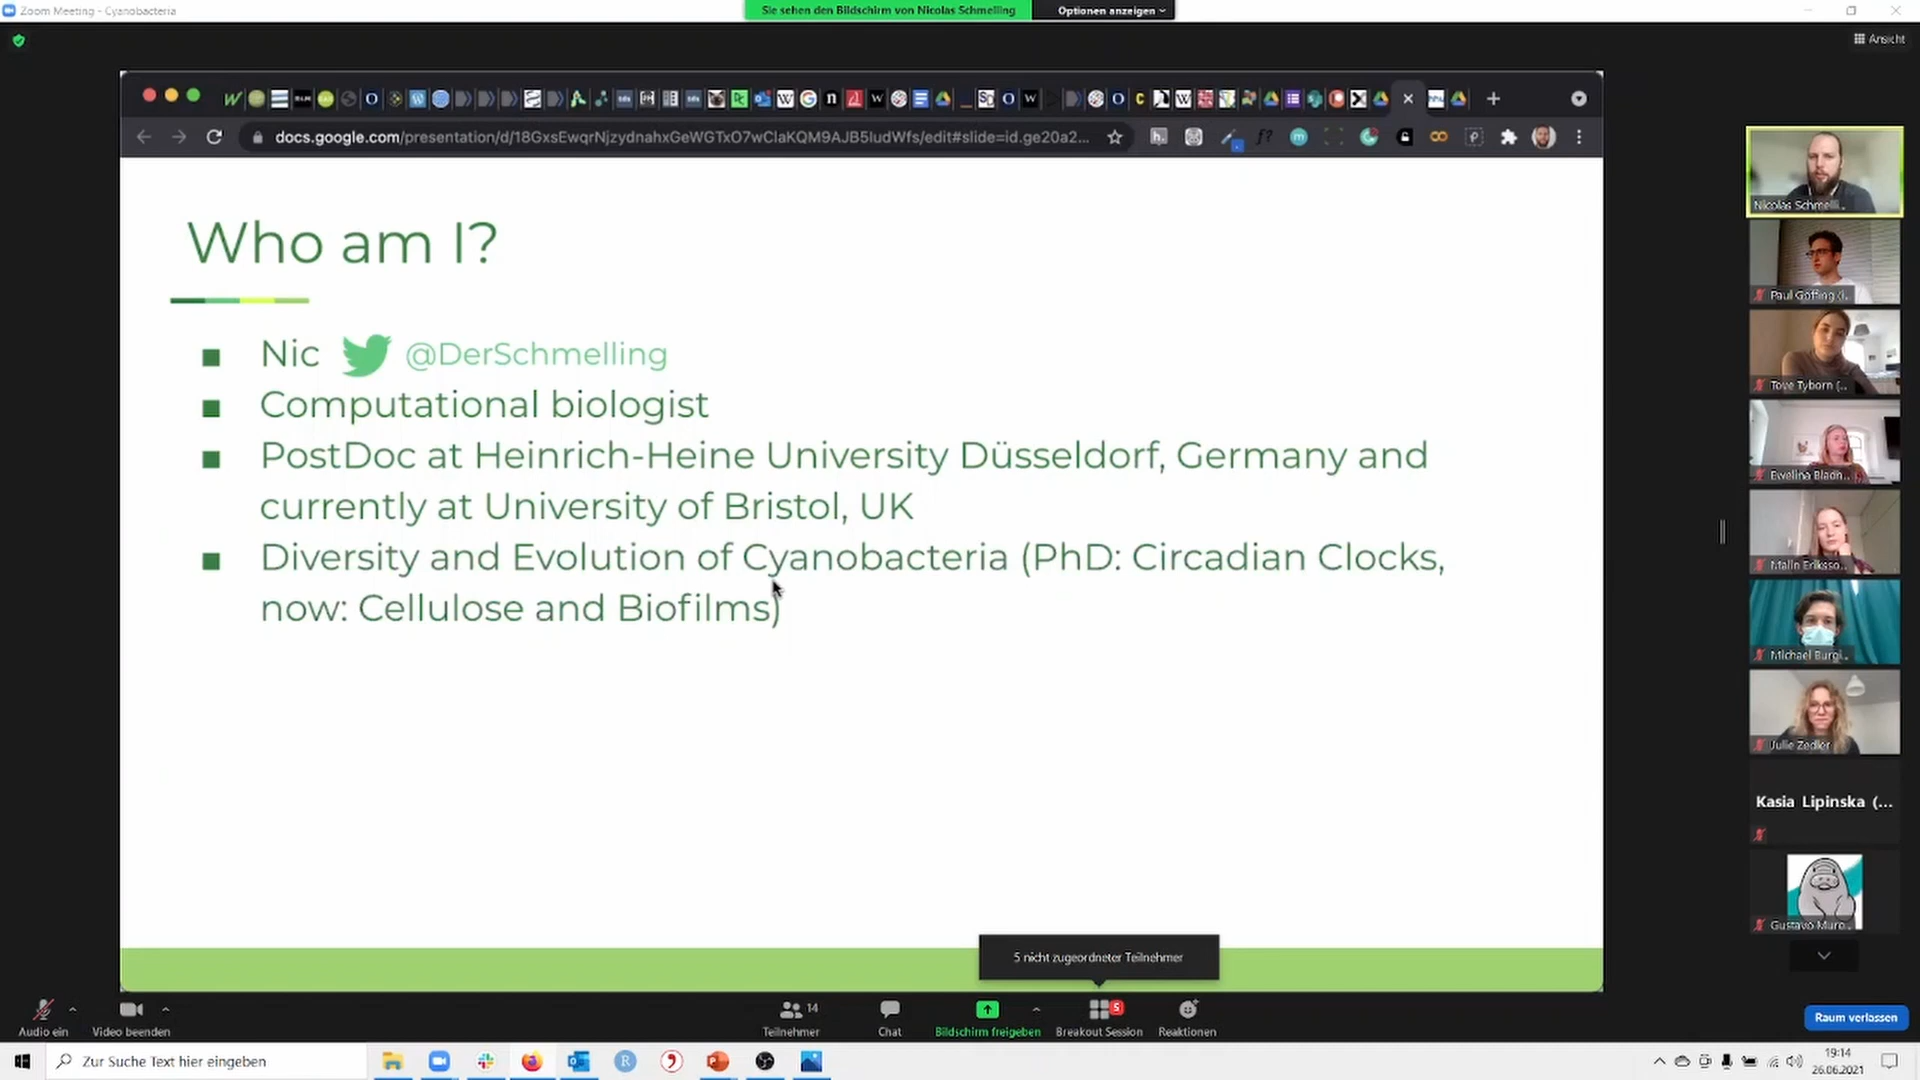 Zoom Meeting - Cyanobacteria
Sie sehen den Bildschirm von Nicolas Schmelling
Optionen anzeigen
Ansicht
docs.google.com/presentation/d/18GxsEwqrNjzydnahxGeWGTxO7wClaKQM9AJB5ludWfs/edit#slide=id.ge20a2...
Who am I?
Nic @DerSchmelling
Computational biologist
PostDoc at Heinrich-Heine University Düsseldorf, Germany and
currently at University of Bristol, UK
Diversity and Evolution of Cyanobacteria (PhD: Circadian Clocks,
now: Cellulose and Biofilms)
Nicolas Schmelli...
Paul Göffing (i...
Tove Tyborn (...
Ewelina
Malin Eriksso...
Michael Burgi...
Julie Zedler
Kasia Lipinska (...
Gustavo Muro...
5 nicht zugeordneter Teilnehmer
Audio ein
Video beenden
14
Teilnehmer
Chat
Bildschirm freigeben
5
Breakout Session
Reaktionen
Raum verlassen
Zur Suche Text hier eingeben
19:14
26.06.2021